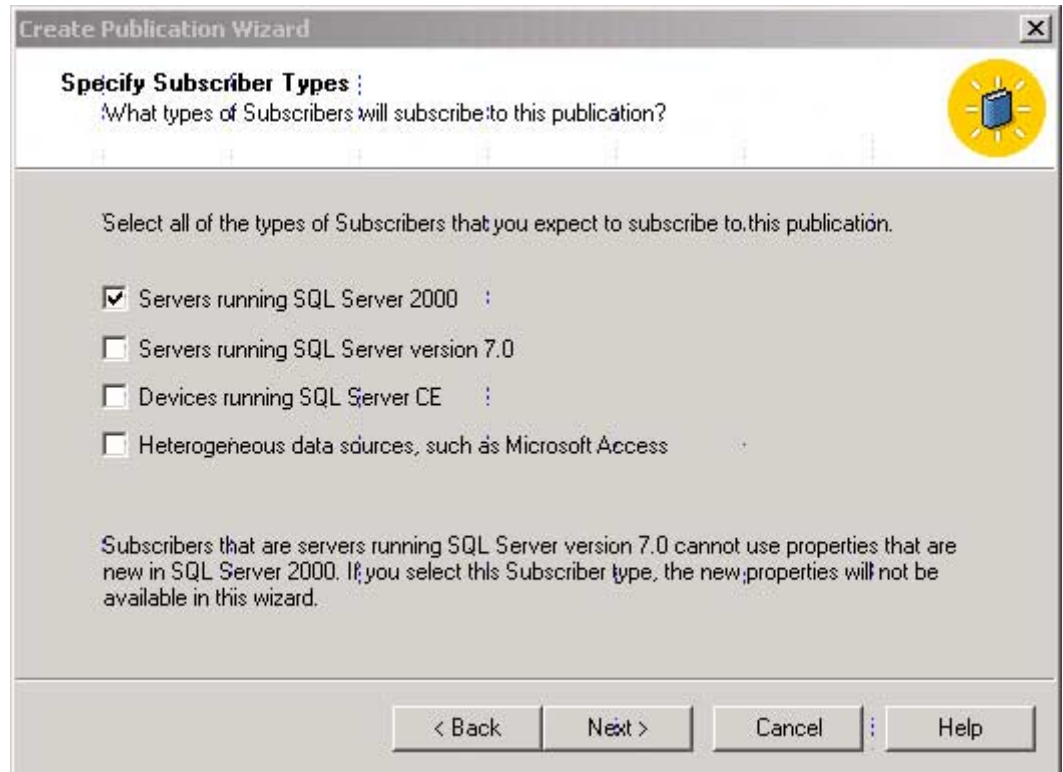 Create Publication Wizard
Specify Subscriber Types
What types of Subscribers will subscribe to this publication?
Select all of the types of Subscribers that you expect to subscribe to this publication.
Servers running SQL Server 2000
Servers running SQL Server version 7.0
Devices running SQL Server CE
Heterogeneous data sources, such as Microsoft Access
Subscribers that are servers running SQL Server version 7.0 cannot use properties that are
new in SQL Server 2000. If you select this Subscriber type, the new properties will not be
available in this wizard.
< Back Next > Cancel Help